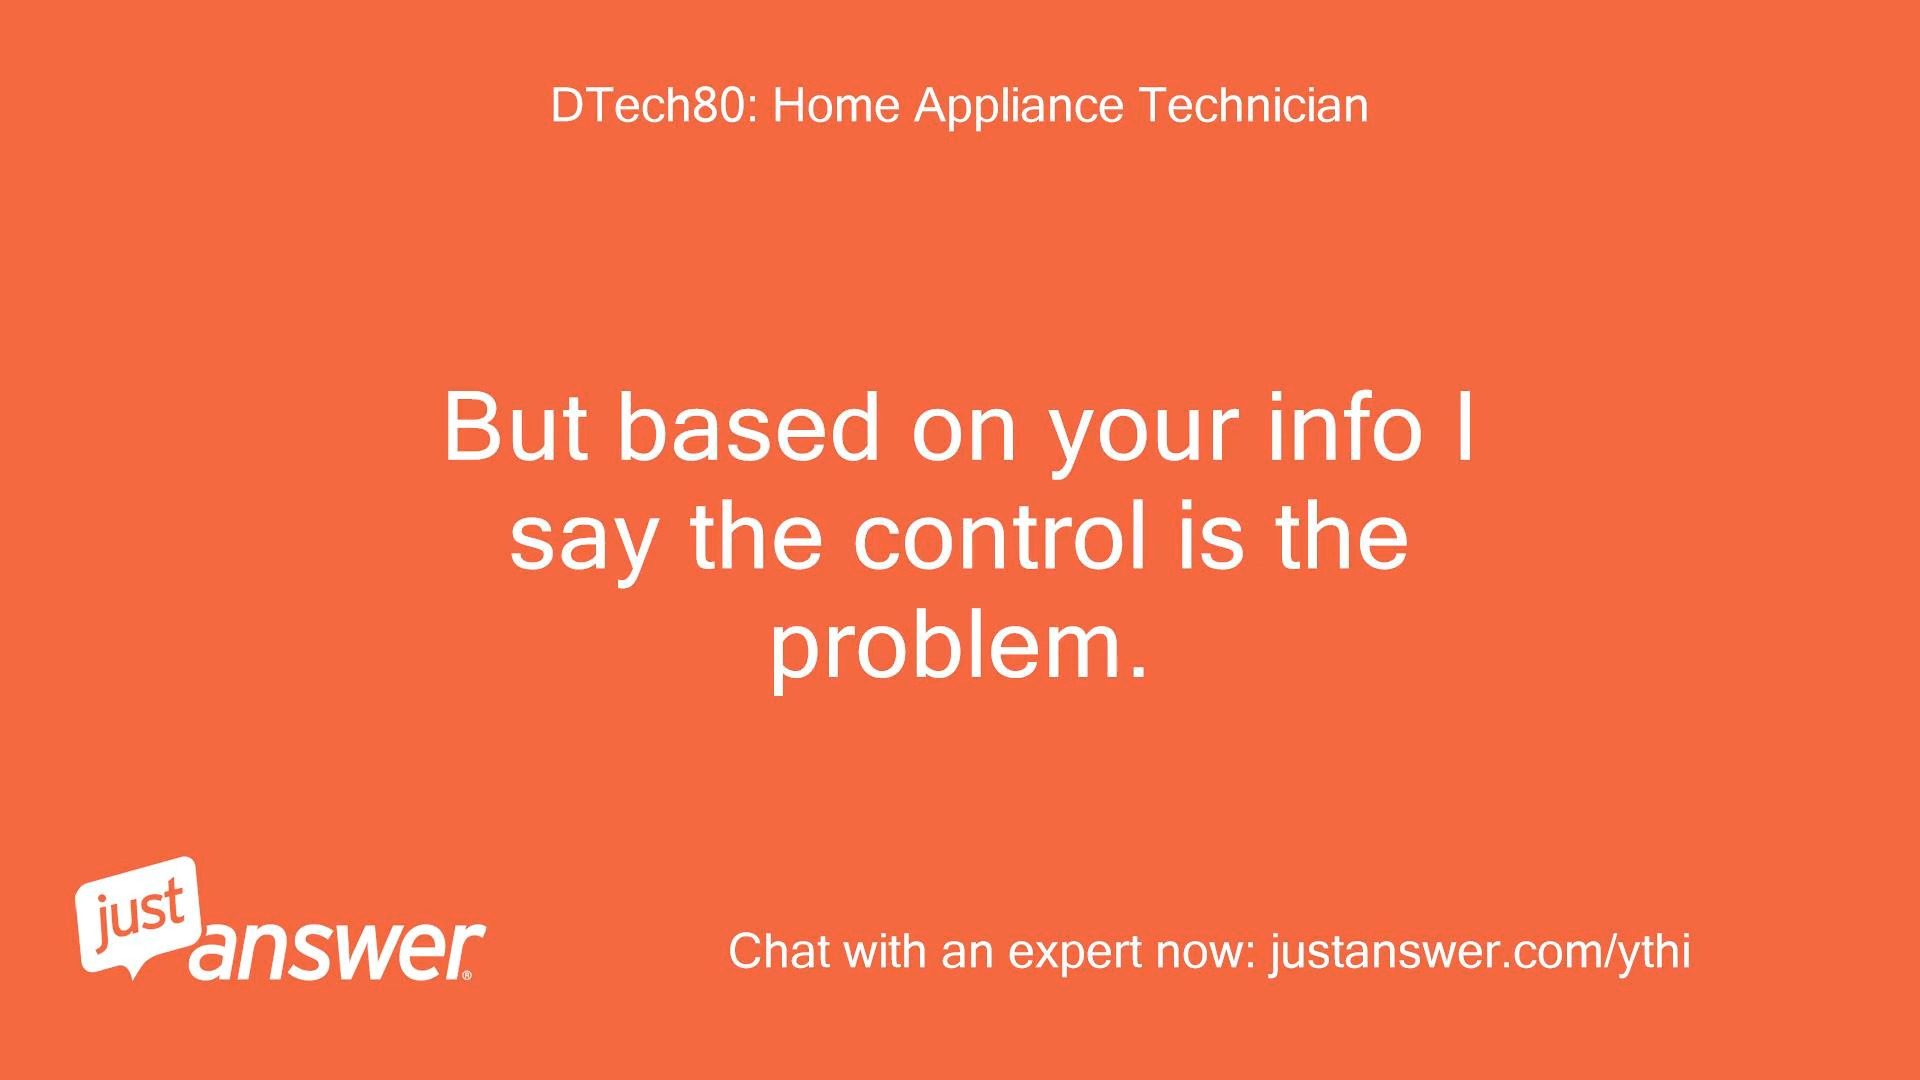 DTech80: Home Appliance Technician
But based on your info I
say the control is the
problem.
just
answer®
Chat with an expert now: justanswer.com/ythi